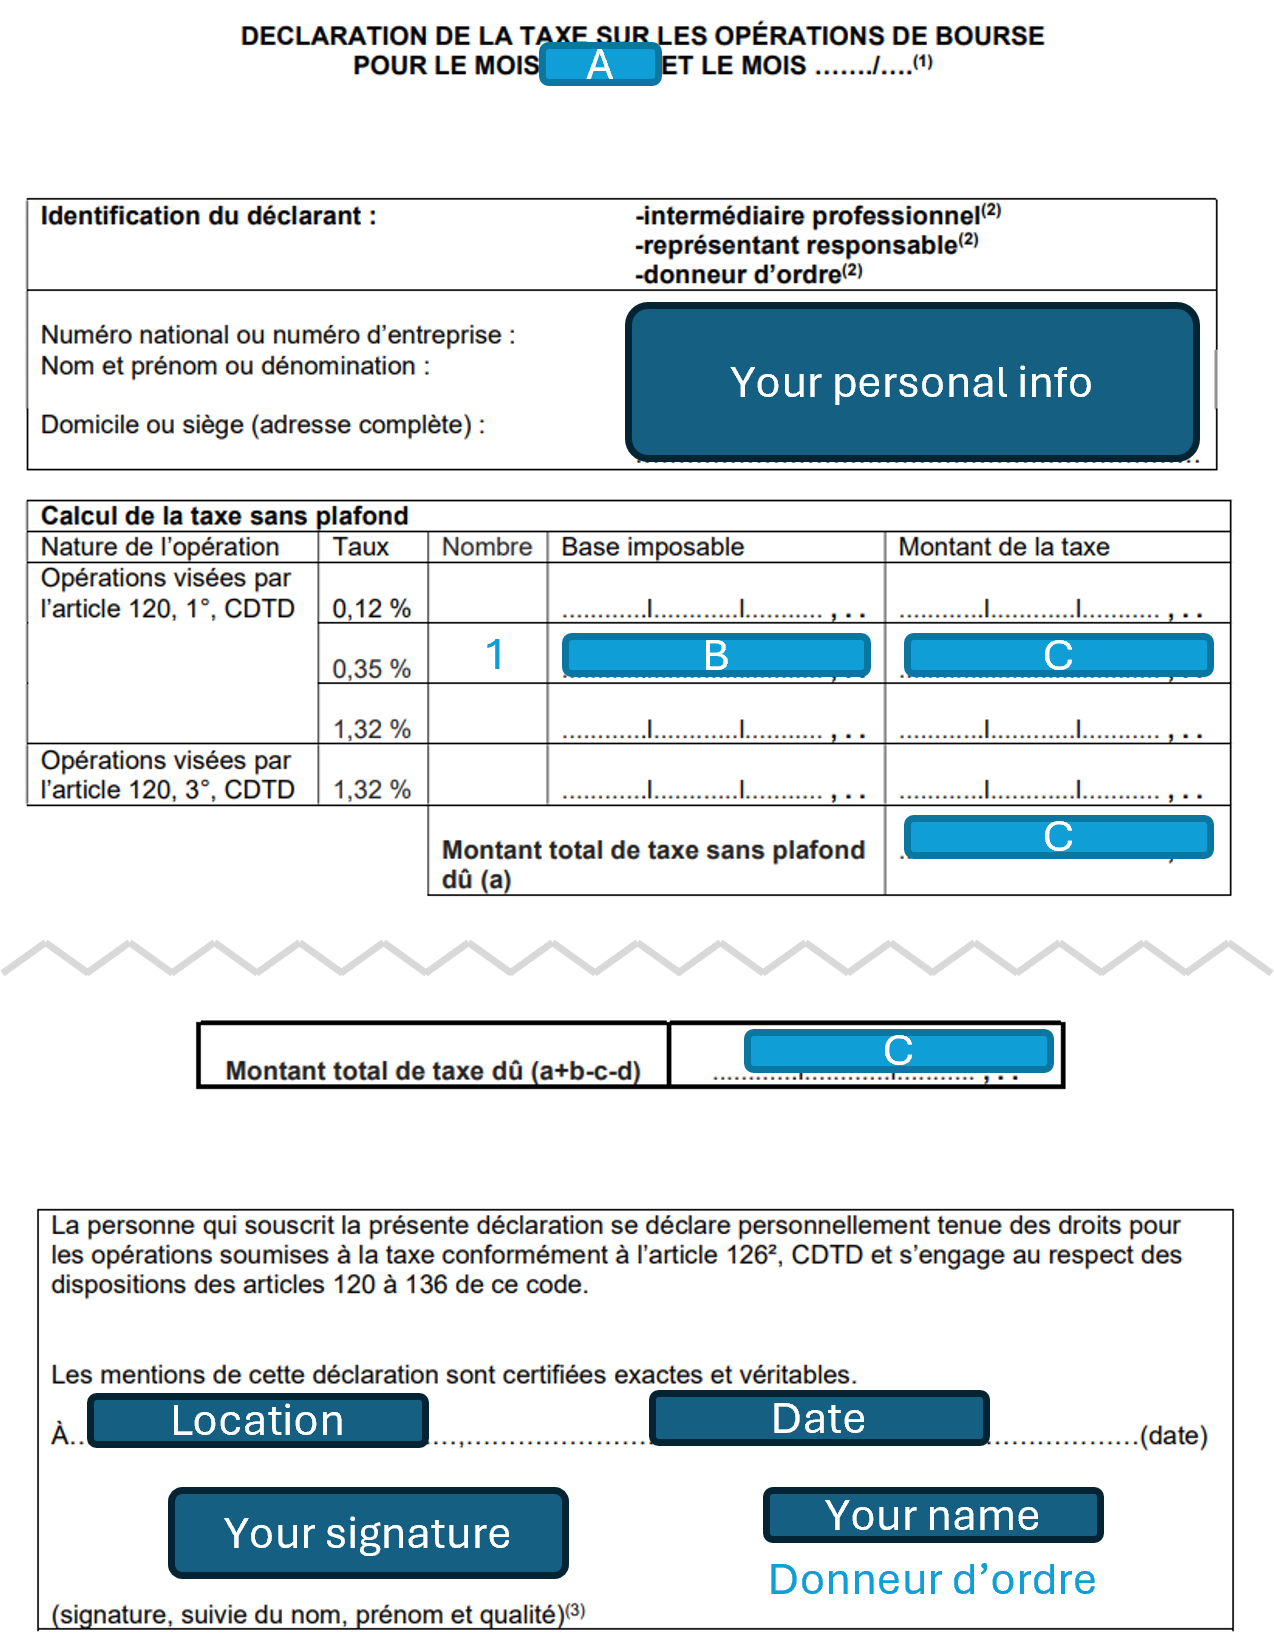 DECLARATION DE LA TAXE SUR LES OPÉRATIONS DE BOURSE
POUR LE MOIS A ET LE MOIS ……./….(1)
Identification du déclarant :
-intermédiaire professionnel(2)
-représentant responsable(2)
-donneur d’ordre(2)
Numéro national ou numéro d’entreprise :
Nom et prénom ou dénomination :
Domicile ou siège (adresse complète) :
Your personal info
Calcul de la taxe sans plafond
Nature de l’opération Taux Nombre Base imposable Montant de la taxe
Opérations visées par
l’article 120, 1°, CDTD 0,12 % ............I............I........... , . . ............I............I........... , . .
0,35 % 1 B C
1,32 % ............I............I........... , . . ............I............I........... , . .
Opérations visées par
l’article 120, 3°, CDTD 1,32 % ............I............I........... , . . ............I............I........... , . .
Montant total de taxe sans plafond
dû (a) C
Montant total de taxe dû (a+b-c-d) C
La personne qui souscrit la présente déclaration se déclare personnellement tenue des droits pour
les opérations soumises à la taxe conformément à l’article 126², CDTD et s’engage au respect des
dispositions des articles 120 à 136 de ce code.
Les mentions de cette déclaration sont certifiées exactes et véritables.
À.. Location ....,........................ Date ....................(date)
Your signature
Your name
Donneur d’ordre
(signature, suivie du nom, prénom et qualité)(3)